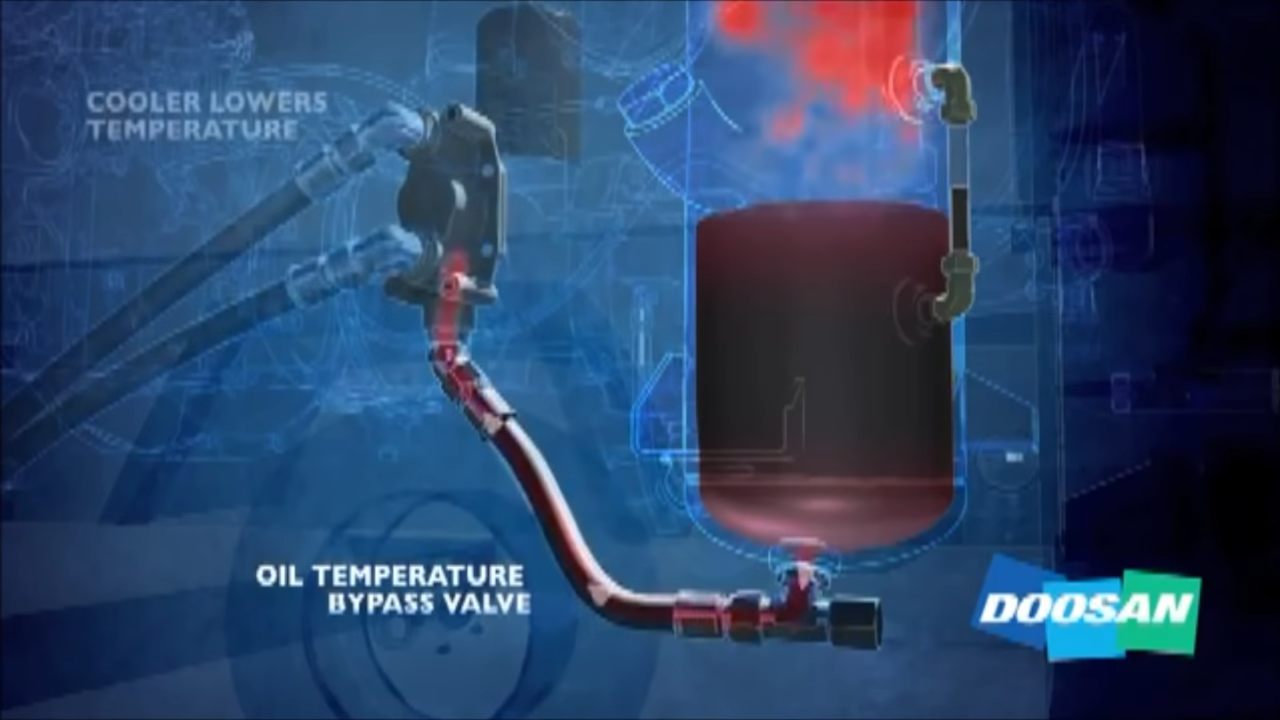 COOLER LOWERS
TEMPERATURE
OIL TEMPERATURE
BYPASS VALVE
DOOSAN